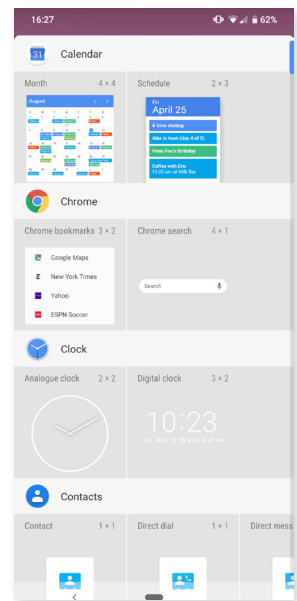 16:27 62%
31 Calendar
Month 4 × 4 Schedule 2 × 3
August
Fri
April 25
Gina visiting
Alex in town (day 4 of 5)
Peter Pan's Birthday
Coffee with Eric
10:00 am at Milk Bar
Chrome
Chrome bookmarks 3 × 2 Chrome search 4 × 1
Google Maps
New York Times
Yahoo
ESPN Soccer
Search
Clock
Analogue clock 2 × 2 Digital clock 3 × 2
10:23
Contacts
Contact 1 × 1 Direct dial 1 × 1 Direct mess